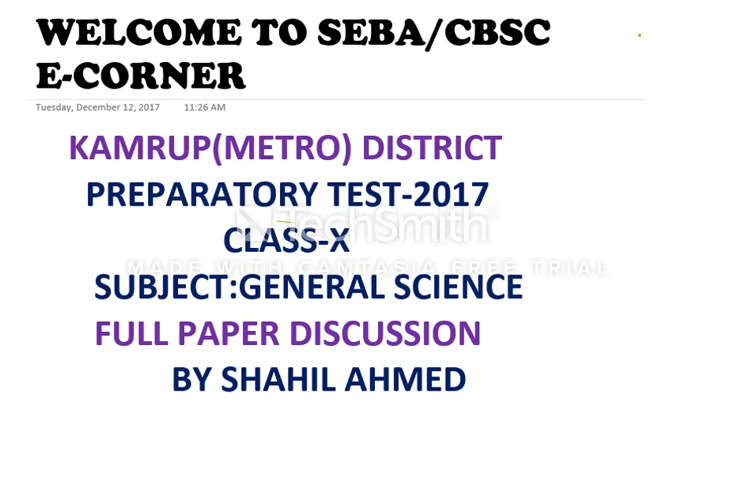 WELCOME TO SEBA/CBSC
E-CORNER
Tuesday, December 12, 2017 11:26 AM
KAMRUP(METRO) DISTRICT
PREPARATORY TEST-2017
TechSmith
CLASS-X
MADE WITH CAMTASIA FREE TRIAL
SUBJECT:GENERAL SCIENCE
FULL PAPER DISCUSSION
BY SHAHIL AHMED